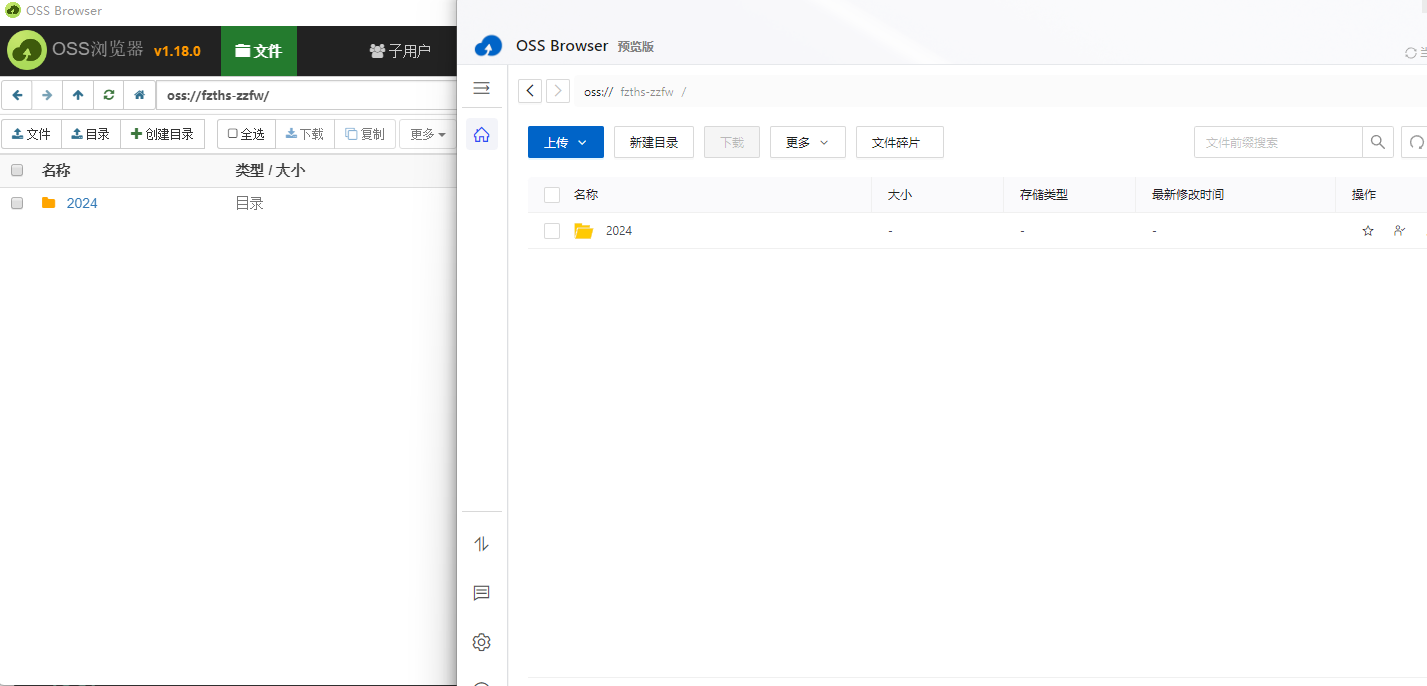 OSS Browser
OSS浏览器 v1.18.0 文件 子用户
oss://fzths-zzfw/
文件 目录 创建目录 全选 下载 复制 更多
名称 类型 / 大小
2024 目录
OSS Browser 预览版
oss:// fzths-zzfw /
上传 新建目录 下载 更多 文件碎片 文件前缀搜索
名称 大小 存储类型 最新修改时间 操作
2024 - - -